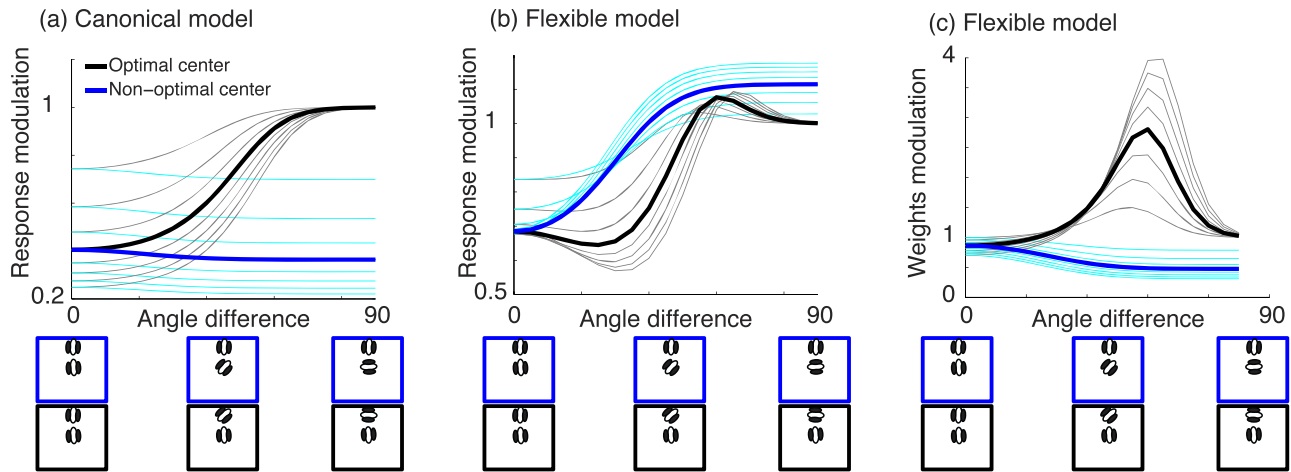 (a) Canonical model
Response modulation
1
0.2
Optimal center
Non-optimal center
0
Angle difference
90
(b) Flexible model
Response modulation
1
0.5
0
Angle difference
90
(c) Flexible model
Weights modulation
4
1
0
0
Angle difference
90